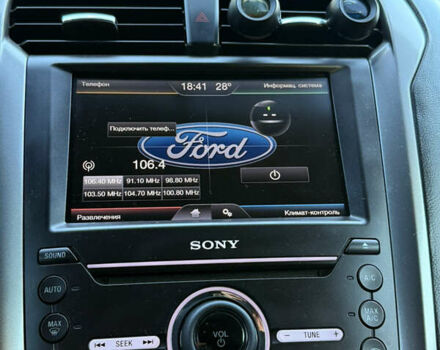 Телефон
18:41 28°
Информац. система
Подключить телеф...
Ford
106.4
106.40 MHz 91.10 MHz 98.80 MHz
103.50 MHz 104.70 MHz 100.80 MHz
Развлечения
Климат-контроль
SONY
SOUND
AUTO
A/C
MAX
MAX A/C
SEEK
VOL
TUNE